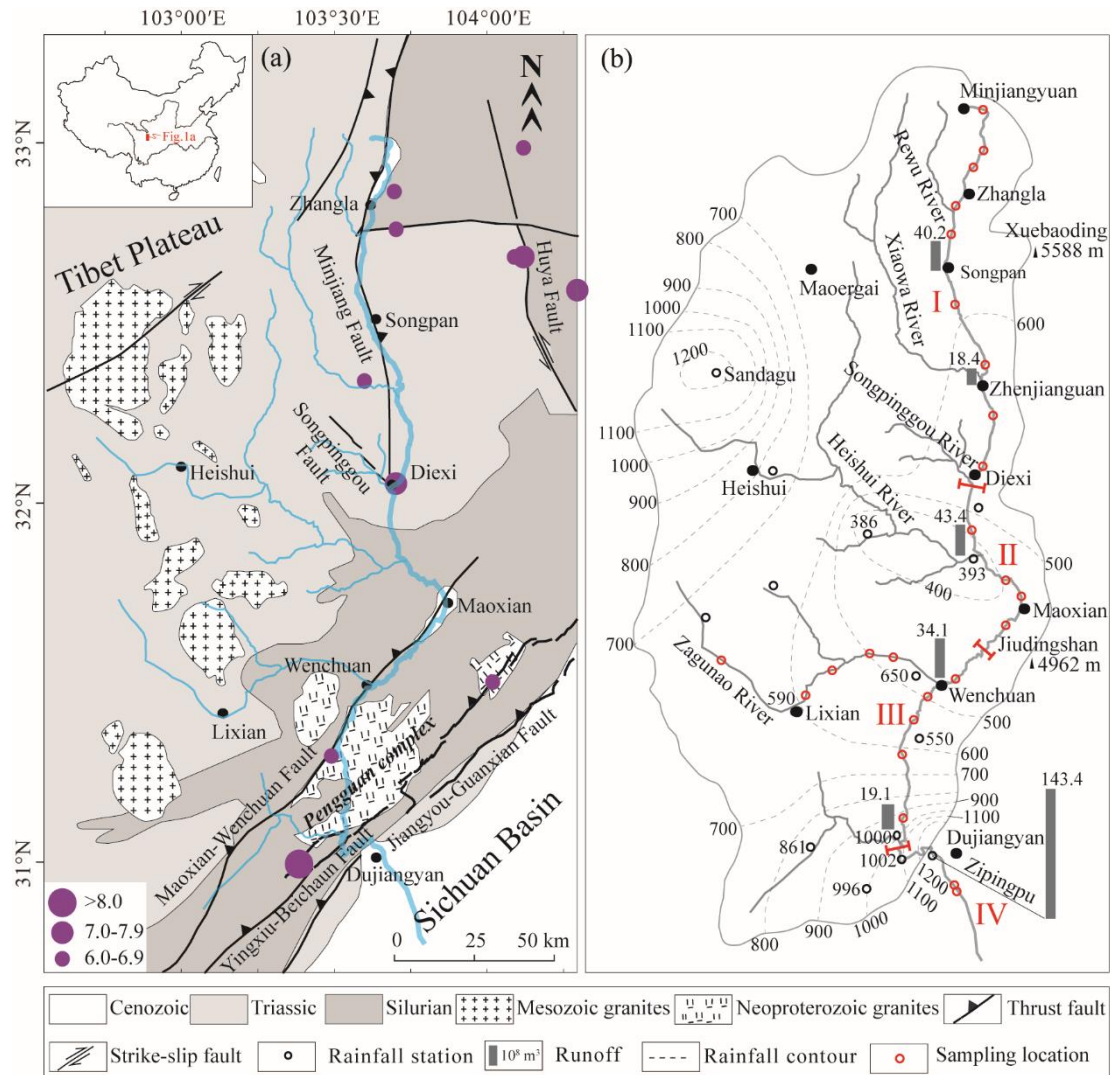 103°00′E
103°30′E
104°00′E
33°N
32°N
31°N
(a)
N
Fig.1a
Tibet Plateau
Zhangla
Minjiang Fault
Huya Fault
Songpan
Songpinggou
Fault
Diexi
Heishui
Maoxian
Wenchuan
Lixian
Pengguan complex
Maoxian-Wenchuan Fault
Yingxiu-Beichaun Fault
Jiangyou-Guanxian Fault
Dujiangyan
Sichuan Basin
>8.0
7.0-7.9
6.0-6.9
0 25 50 km
(b)
Minjiangyuan
Rewu River
Zhangla
700
800
900
1000
1100
1200
40.2
Xuebaoding
5588 m
Maoergai
Songpan
Xiaowa River
I
600
Sandagu
18.4
Zhenjianguan
Songpinggou River
1100
1000
900
800
700
Heishui
Heishui River
Diexi
386
43.4
393
II
500
400
Maoxian
34.1
Jiudingshan
4962 m
Zagunao River
650
Wenchuan
590
Lixian
III
500
550
600
700
143.4
19.1
900
1100
700
1000
861
1002
Dujiangyan
Zipingpu
996
1200
1100
1000
900
800
IV
Cenozoic
Triassic
Silurian
Mesozoic granites
Neoproterozoic granites
Thrust fault
Strike-slip fault
Rainfall station
10⁸ m³
Runoff
Rainfall contour
Sampling location